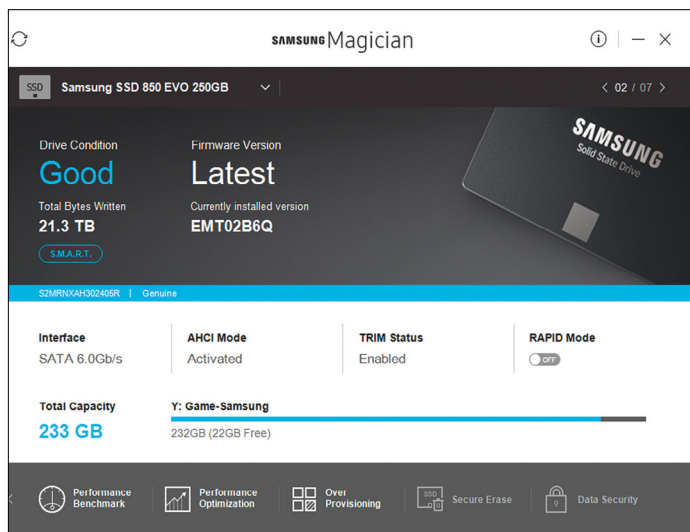 SAMSUNG Magician
SSD Samsung SSD 850 EVO 250GB
02 / 07
Drive Condition
Good
Firmware Version
Latest
Total Bytes Written
21.3 TB
Currently installed version
EMT02B6Q
S.M.A.R.T.
SAMSUNG
Solid State Drive
S2MRNXAH302405R | Genuine
Interface
SATA 6.0Gb/s
AHCI Mode
Activated
TRIM Status
Enabled
RAPID Mode
OFF
Total Capacity
233 GB
Y: Game-Samsung
232GB (22GB Free)
Performance
Benchmark
Performance
Optimization
Over
Provisioning
SSD
Secure Erase
Data Security